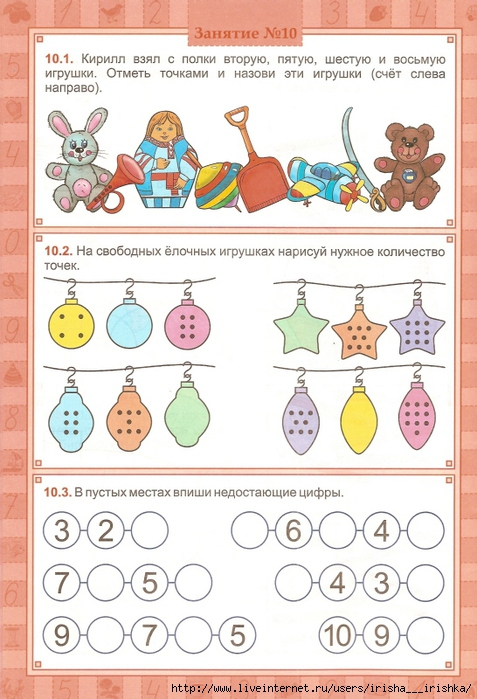 Занятие №10
10.1. Кирилл взял с полки вторую, пятую, шестую и восьмую
игрушки. Отметь точками и назови эти игрушки (счёт слева
направо).
10.2. На свободных ёлочных игрушках нарисуй нужное количество
точек.
10.3. В пустых местах впиши недостающие цифры.
3 2 6 4
7 5 4 3
9 7 5 10 9
http://www.liveinternet.ru/users/irisha___irishka/